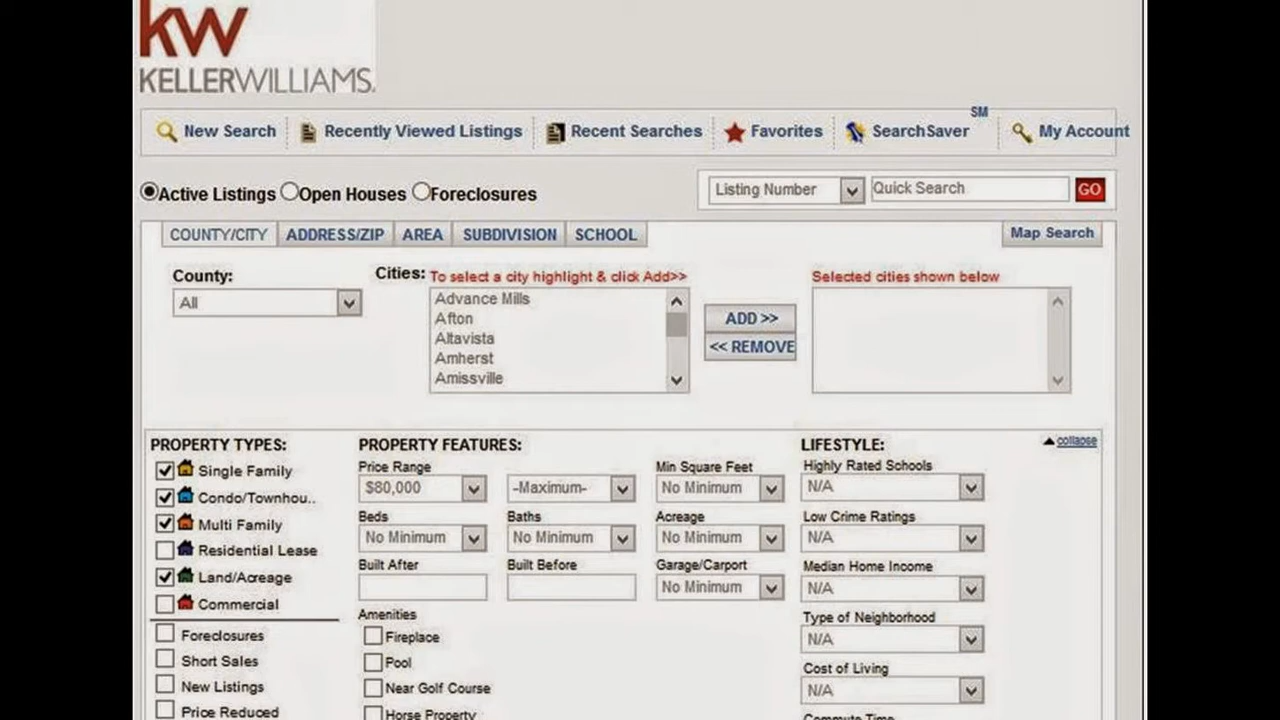 kw
KELLERWILLIAMS.
New Search Recently Viewed Listings Recent Searches Favorites SearchSaver SM My Account
Active Listings Open Houses Foreclosures Listing Number Quick Search GO
COUNTY/CITY ADDRESS/ZIP AREA SUBDIVISION SCHOOL Map Search
County: Cities: To select a city highlight & click Add>> Selected cities shown below
All
Advance Mills
Afton
Altavista
Amherst
Amissville
ADD >>
<< REMOVE
PROPERTY TYPES: PROPERTY FEATURES: LIFESTYLE: collapse
Single Family
Condo/Townhou..
Multi Family
Residential Lease
Land/Acreage
Commercial
Foreclosures
Short Sales
New Listings
Price Reduced
Price Range Min Square Feet
$80,000 -Maximum- No Minimum
Beds Baths Acreage
No Minimum No Minimum No Minimum
Built After Built Before Garage/Carport
No Minimum
Amenities
Fireplace
Pool
Near Golf Course
Horse Property
Highly Rated Schools
N/A
Low Crime Ratings
N/A
Median Home Income
N/A
Type of Neighborhood
N/A
Cost of Living
N/A
Commute Time